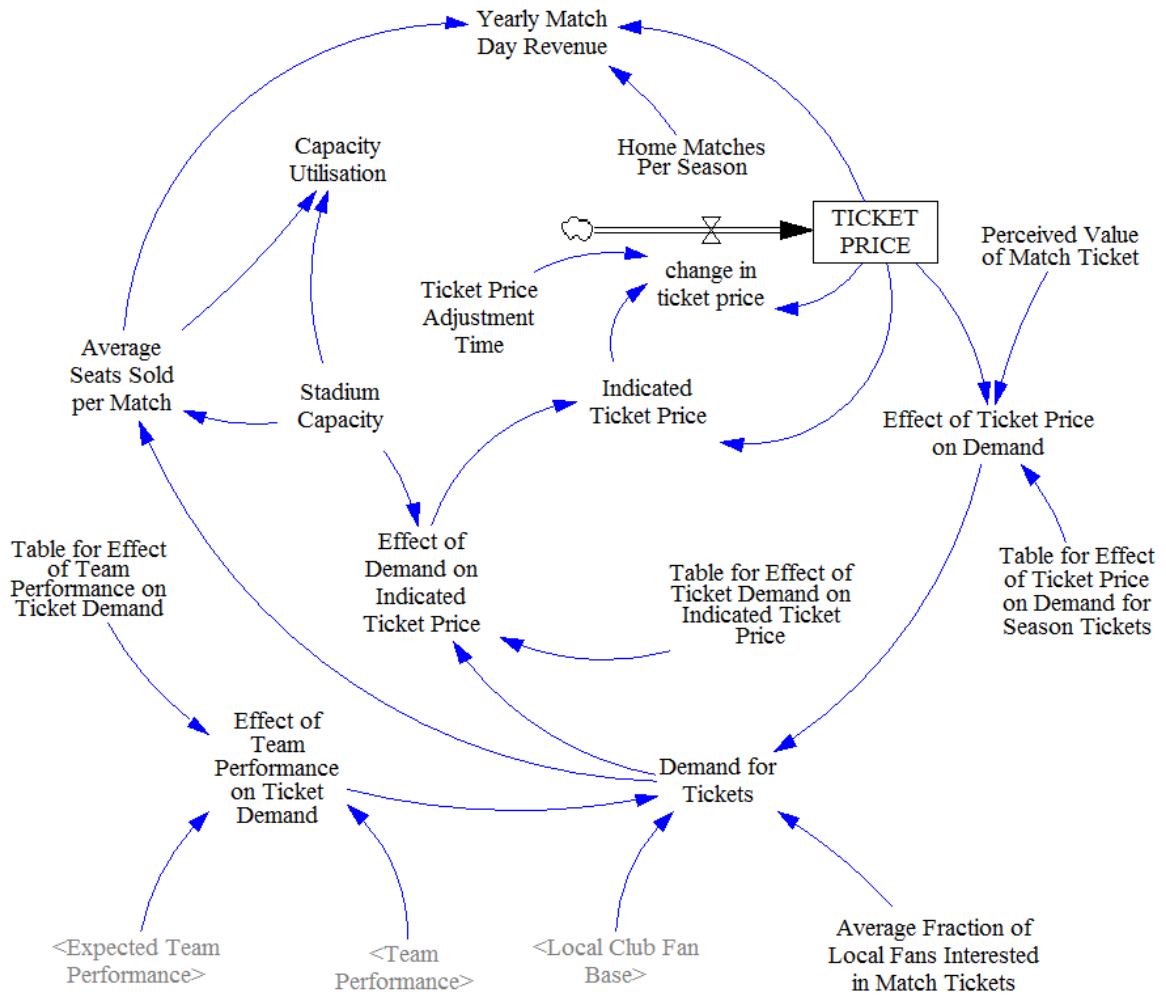 Yearly Match
Day Revenue
Capacity
Utilisation
Home Matches
Per Season
TICKET
PRICE
Perceived Value
of Match Ticket
change in
ticket price
Ticket Price
Adjustment
Time
Average
Seats Sold
per Match
Stadium
Capacity
Indicated
Ticket Price
Effect of Ticket Price
on Demand
Table for Effect
of Team
Performance on
Ticket Demand
Effect of
Demand on
Indicated
Ticket Price
Table for Effect of
Ticket Demand on
Indicated Ticket
Price
Table for Effect
of Ticket Price
on Demand for
Season Tickets
Effect of
Team
Performance
on Ticket
Demand
Demand for
Tickets
<Expected Team
Performance>
<Team
Performance>
<Local Club Fan
Base>
Average Fraction of
Local Fans Interested
in Match Tickets